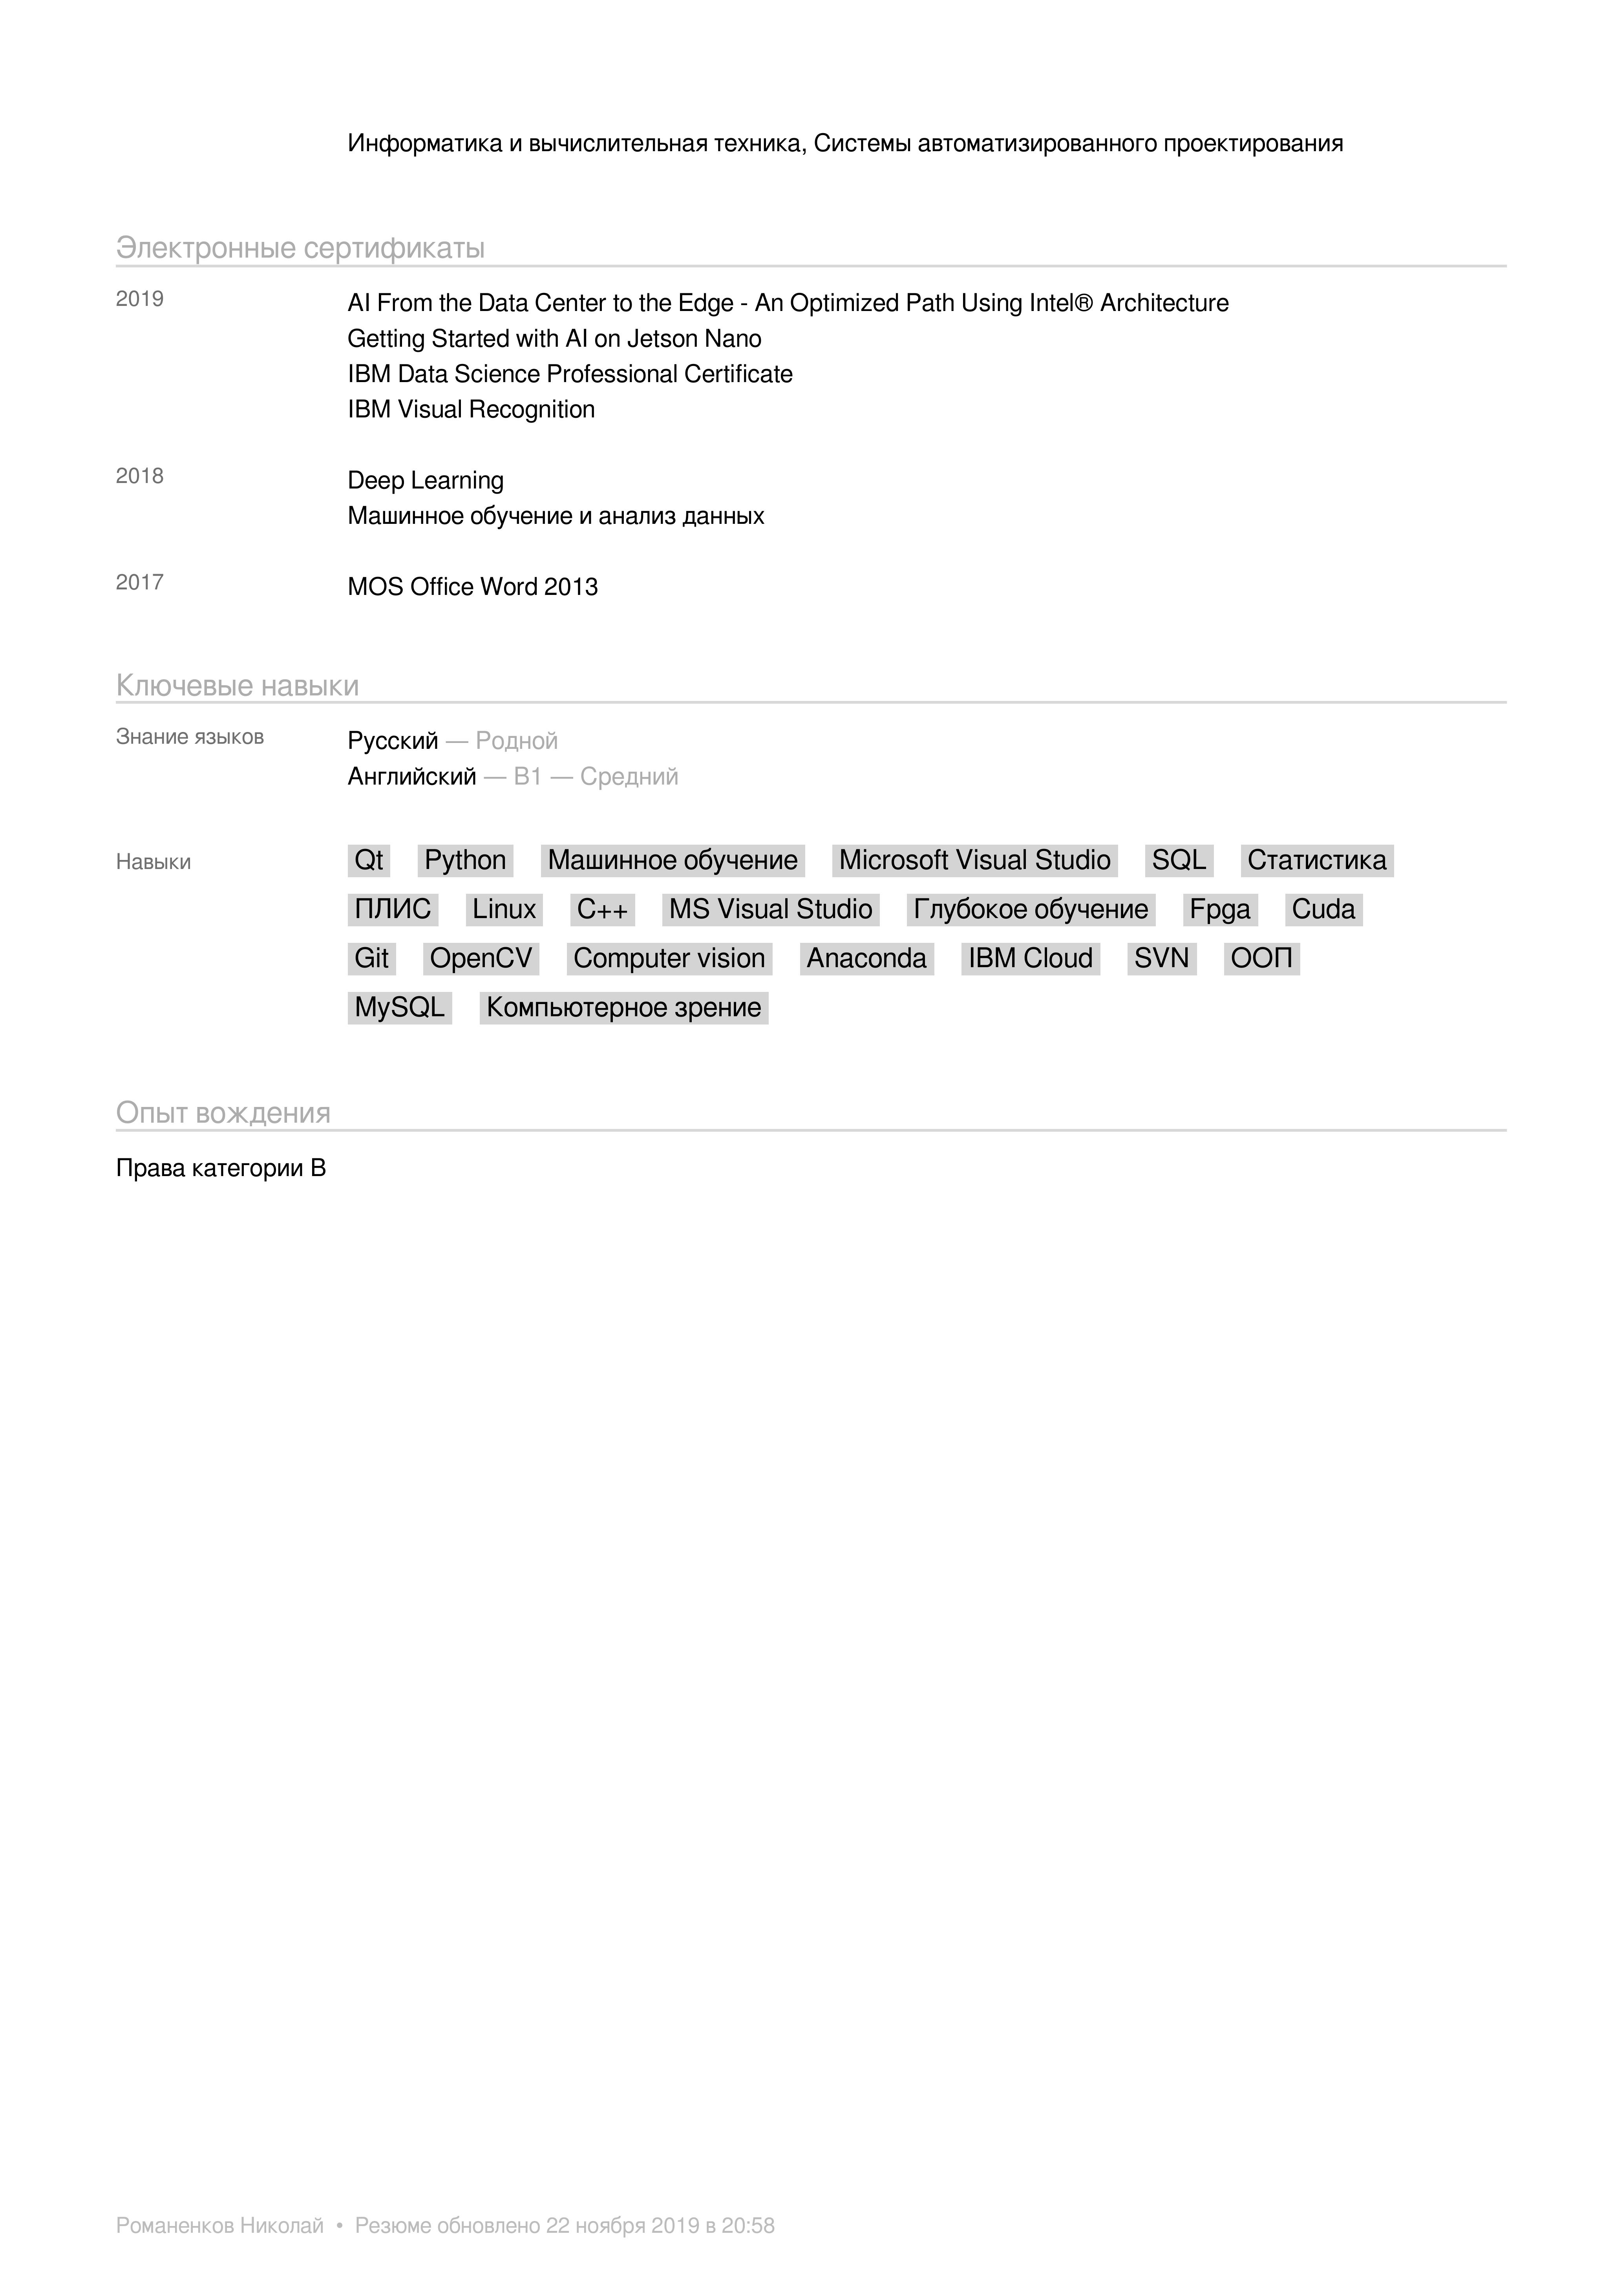 Информатика и вычислительная техника, Системы автоматизированного проектирования
Электронные сертификаты
2019 AI From the Data Center to the Edge - An Optimized Path Using Intel® Architecture
Getting Started with AI on Jetson Nano
IBM Data Science Professional Certificate
IBM Visual Recognition
2018 Deep Learning
Машинное обучение и анализ данных
2017 MOS Office Word 2013
Ключевые навыки
Знание языков Русский — Родной
Английский — B1 — Средний
Навыки Qt Python Машинное обучение Microsoft Visual Studio SQL Статистика
ПЛИС Linux C++ MS Visual Studio Глубокое обучение Fpga Cuda
Git OpenCV Computer vision Anaconda IBM Cloud SVN ООП
MySQL Компьютерное зрение
Опыт вождения
Права категории B
Романенков Николай • Резюме обновлено 22 ноября 2019 в 20:58